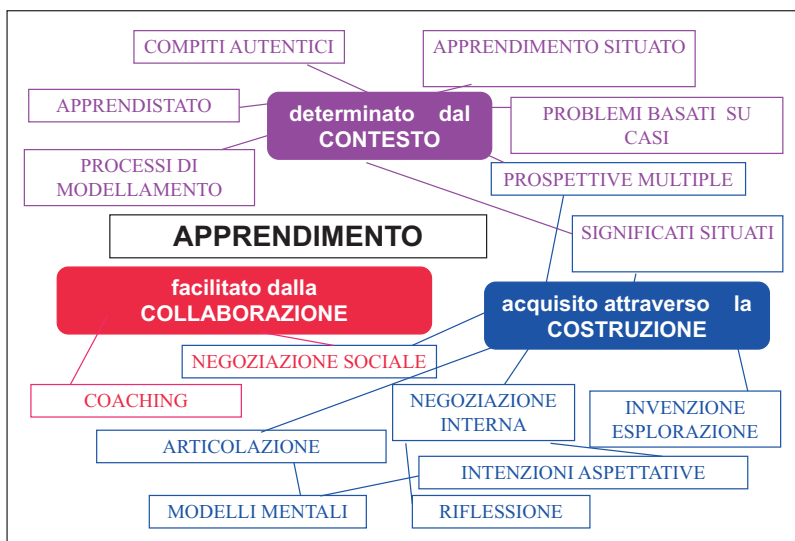 COMPITI AUTENTICI
APPRENDIMENTO SITUATO
APPRENDISTATO
determinato dal
CONTESTO
PROBLEMI BASATI SU
CASI
PROCESSI DI
MODELLAMENTO
PROSPETTIVE MULTIPLE
APPRENDIMENTO
SIGNIFICATI SITUATI
facilitato dalla
COLLABORAZIONE
acquisito attraverso la
COSTRUZIONE
NEGOZIAZIONE SOCIALE
COACHING
NEGOZIAZIONE
INTERNA
INVENZIONE
ESPLORAZIONE
ARTICOLAZIONE
INTENZIONI ASPETTATIVE
MODELLI MENTALI
RIFLESSIONE